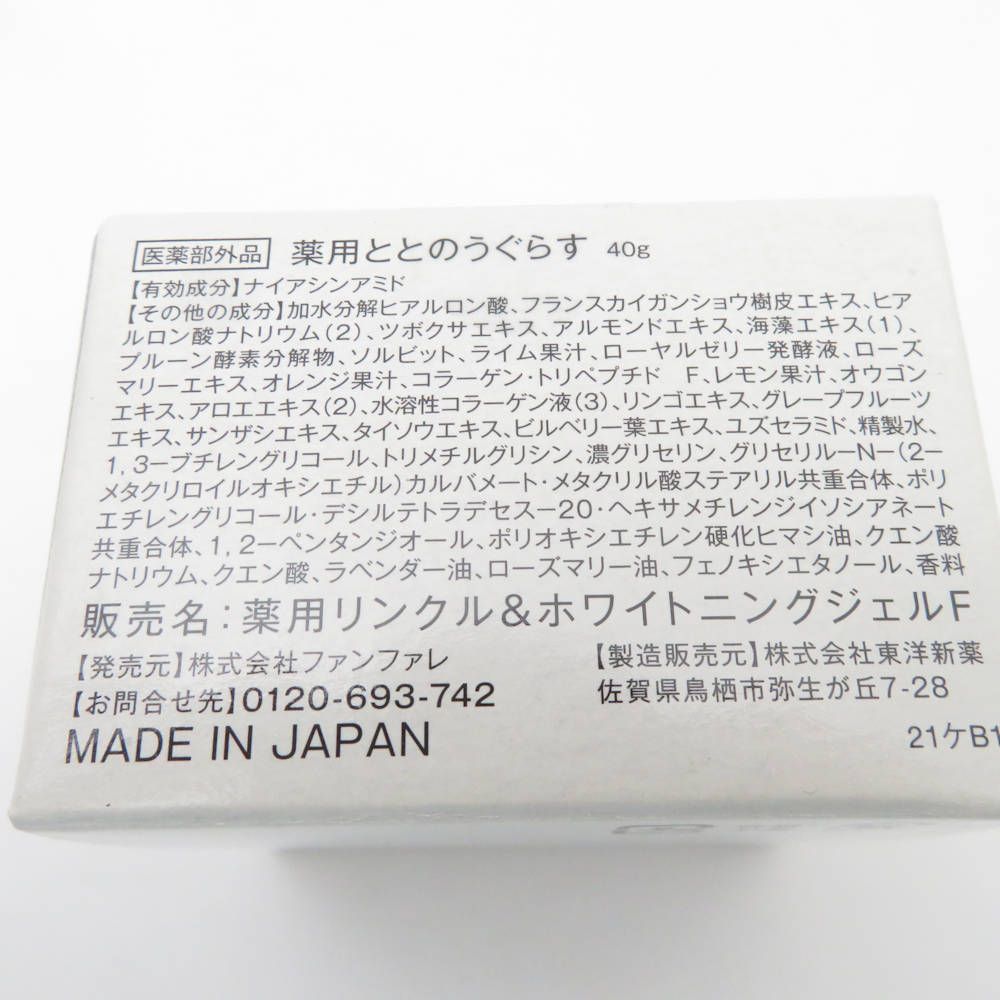 医薬部外品 薬用ととのうぐらす 40g
【有効成分】ナイアシンアミド
【その他の成分】加水分解ヒアルロン酸、フランスカイガンショウ樹皮エキス、ヒア
ルロン酸ナトリウム(2)、ツボクサエキス、アルモンドエキス、海藻エキス(1)、
プルーン酵素分解物、ソルビット、ライム果汁、ローヤルゼリー発酵液、ローズ
マリーエキス、オレンジ果汁、コラーゲン・トリペプチド F、レモン果汁、オウゴン
エキス、アロエエキス(2)、水溶性コラーゲン液(3)、リンゴエキス、グレープフルーツ
エキス、サンザシエキス、タイソウエキス、ビルベリー葉エキス、ユズセラミド、精製水、
1,3-ブチレングリコール、トリメチルグリシン、濃グリセリン、グリセリル-N-(2-
メタクリロイルオキシエチル)カルバメート・メタクリル酸ステアリル共重合体、ポリ
エチレングリコール・デシルテトラデセス-20・ヘキサメチレンジイソシアネート
共重合体、1,2-ペンタンジオール、ポリオキシエチレン硬化ヒマシ油、クエン酸
ナトリウム、クエン酸、ラベンダー油、ローズマリー油、フェノキシエタノール、香料
販売名:薬用リンクル&ホワイトニングジェルF
【発売元】株式会社ファンファレ 【製造販売元】株式会社東洋新薬
【お問合せ先】0120-693-742 佐賀県鳥栖市弥生が丘7-28
MADE IN JAPAN 21ケB1